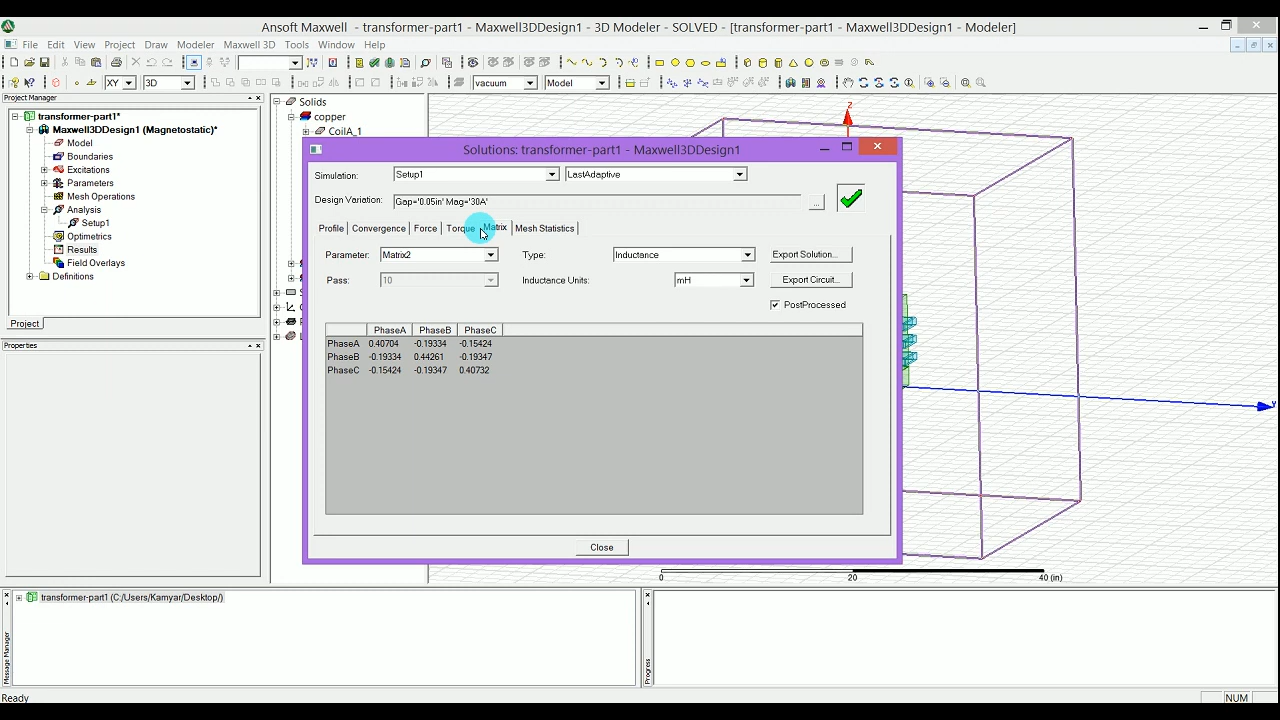 Ansoft Maxwell - transformer-part1 - Maxwell3DDesign1 - 3D Modeler - SOLVED - [transformer-part1 - Maxwell3DDesign1 - Modeler]
File Edit View Project Draw Modeler Maxwell 3D Tools Window Help
XY 3D vacuum Model
Project Manager
transformer-part1*
Maxwell3DDesign1 (Magnetostatic)*
Model
Boundaries
Excitations
Parameters
Mesh Operations
Analysis
Setup1
Optimetrics
Results
Field Overlays
Definitions
Project
Properties
Solids
copper
CoilA_1
Solutions: transformer-part1 - Maxwell3DDesign1
Simulation: Setup1 LastAdaptive
Design Variation: Gap='0.05in' Mag='30A' ...
Profile Convergence Force Torque Matrix Mesh Statistics
Parameter: Matrix2 Type: Inductance Export Solution...
Pass: 10 Inductance Units: mH Export Circuit...
PostProcessed
PhaseA PhaseB PhaseC
PhaseA 0.40704 -0.19334 -0.15424
PhaseB -0.19334 0.44261 -0.19347
PhaseC -0.15424 -0.19347 0.40732
Close
z
0 20 40 (in)
Message Manager
transformer-part1 (C:/Users/Kamyar/Desktop/)
Progress
Ready NUM